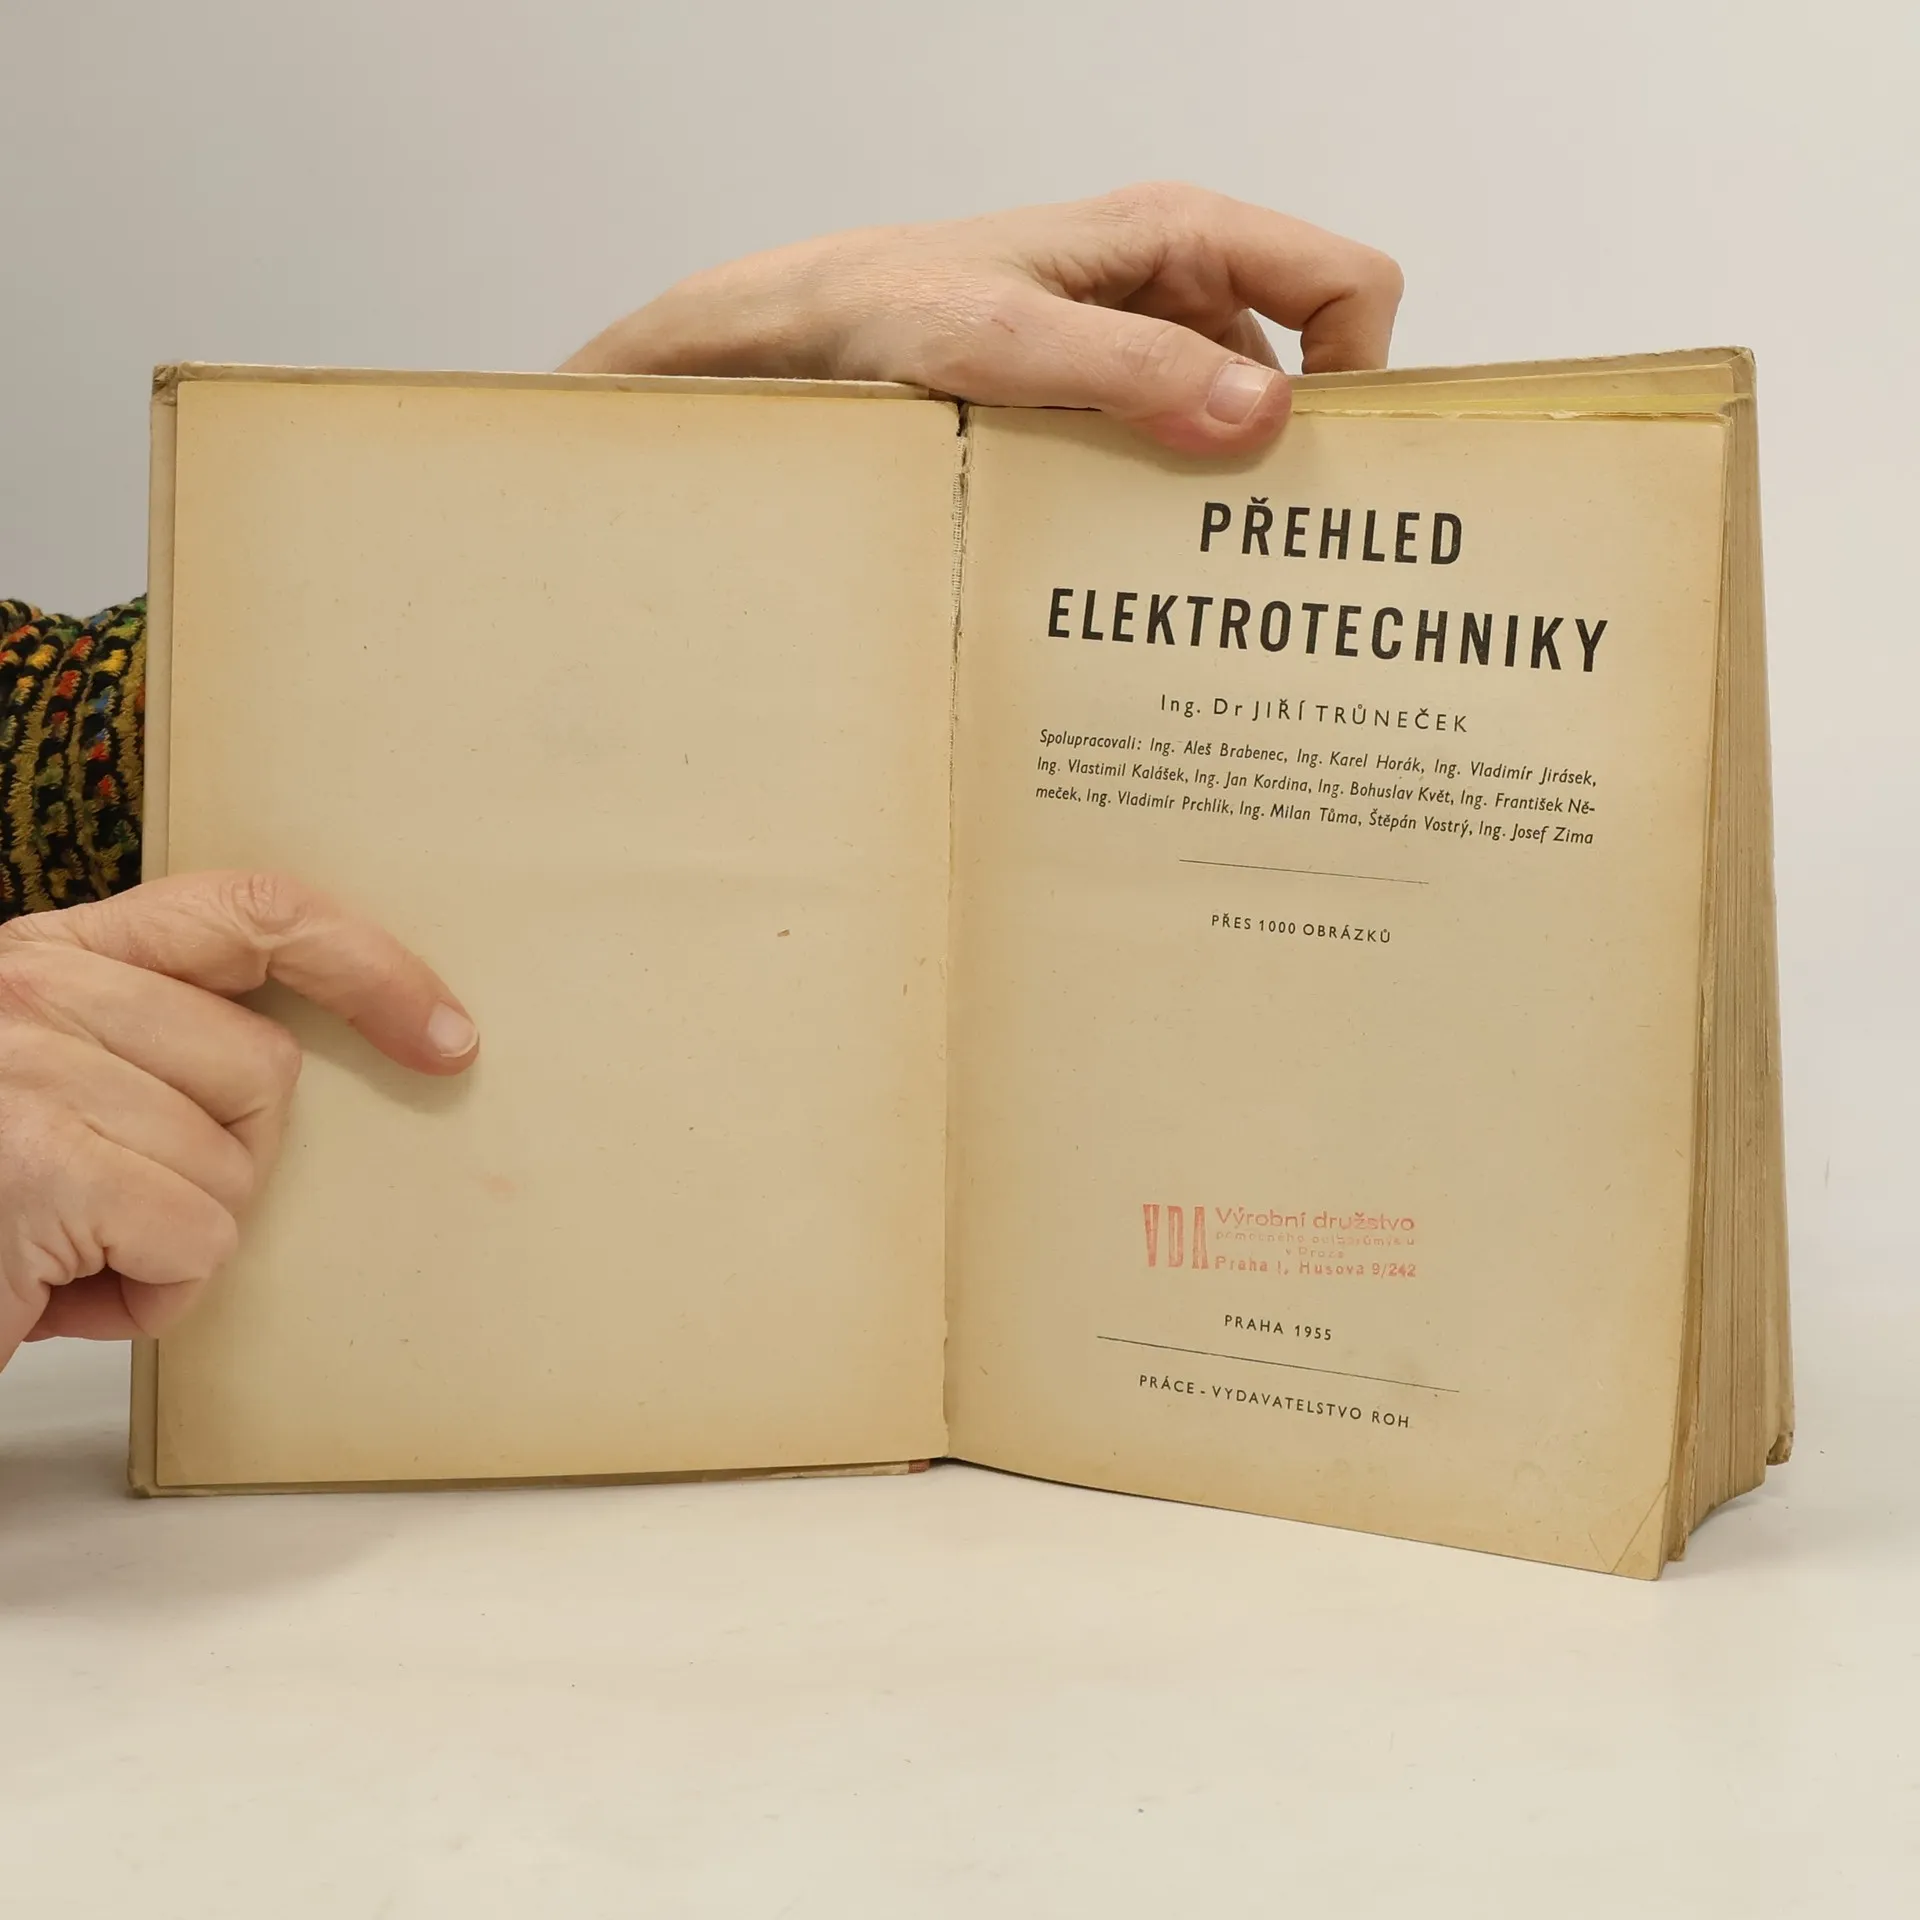 PŘEHLED
ELEKTROTECHNIKY
Ing. Dr JIŘÍ TRŮNEČEK
Spolupracovali: Ing. Aleš Brabenec, Ing. Karel Horák, Ing. Vladimír Jirásek,
Ing. Vlastimil Kalášek, Ing. Jan Kordina, Ing. Bohuslav Květ, Ing. František Ně-
meček, Ing. Vladimír Prchlík, Ing. Milan Tůma, Štěpán Vostrý, Ing. Josef Zima
PŘES 1000 OBRÁZKŮ
VDA Výrobní družstvo
v Praze
Praha 1, Husova 9/242
PRAHA 1955
PRÁCE - VYDAVATELSTVO ROH